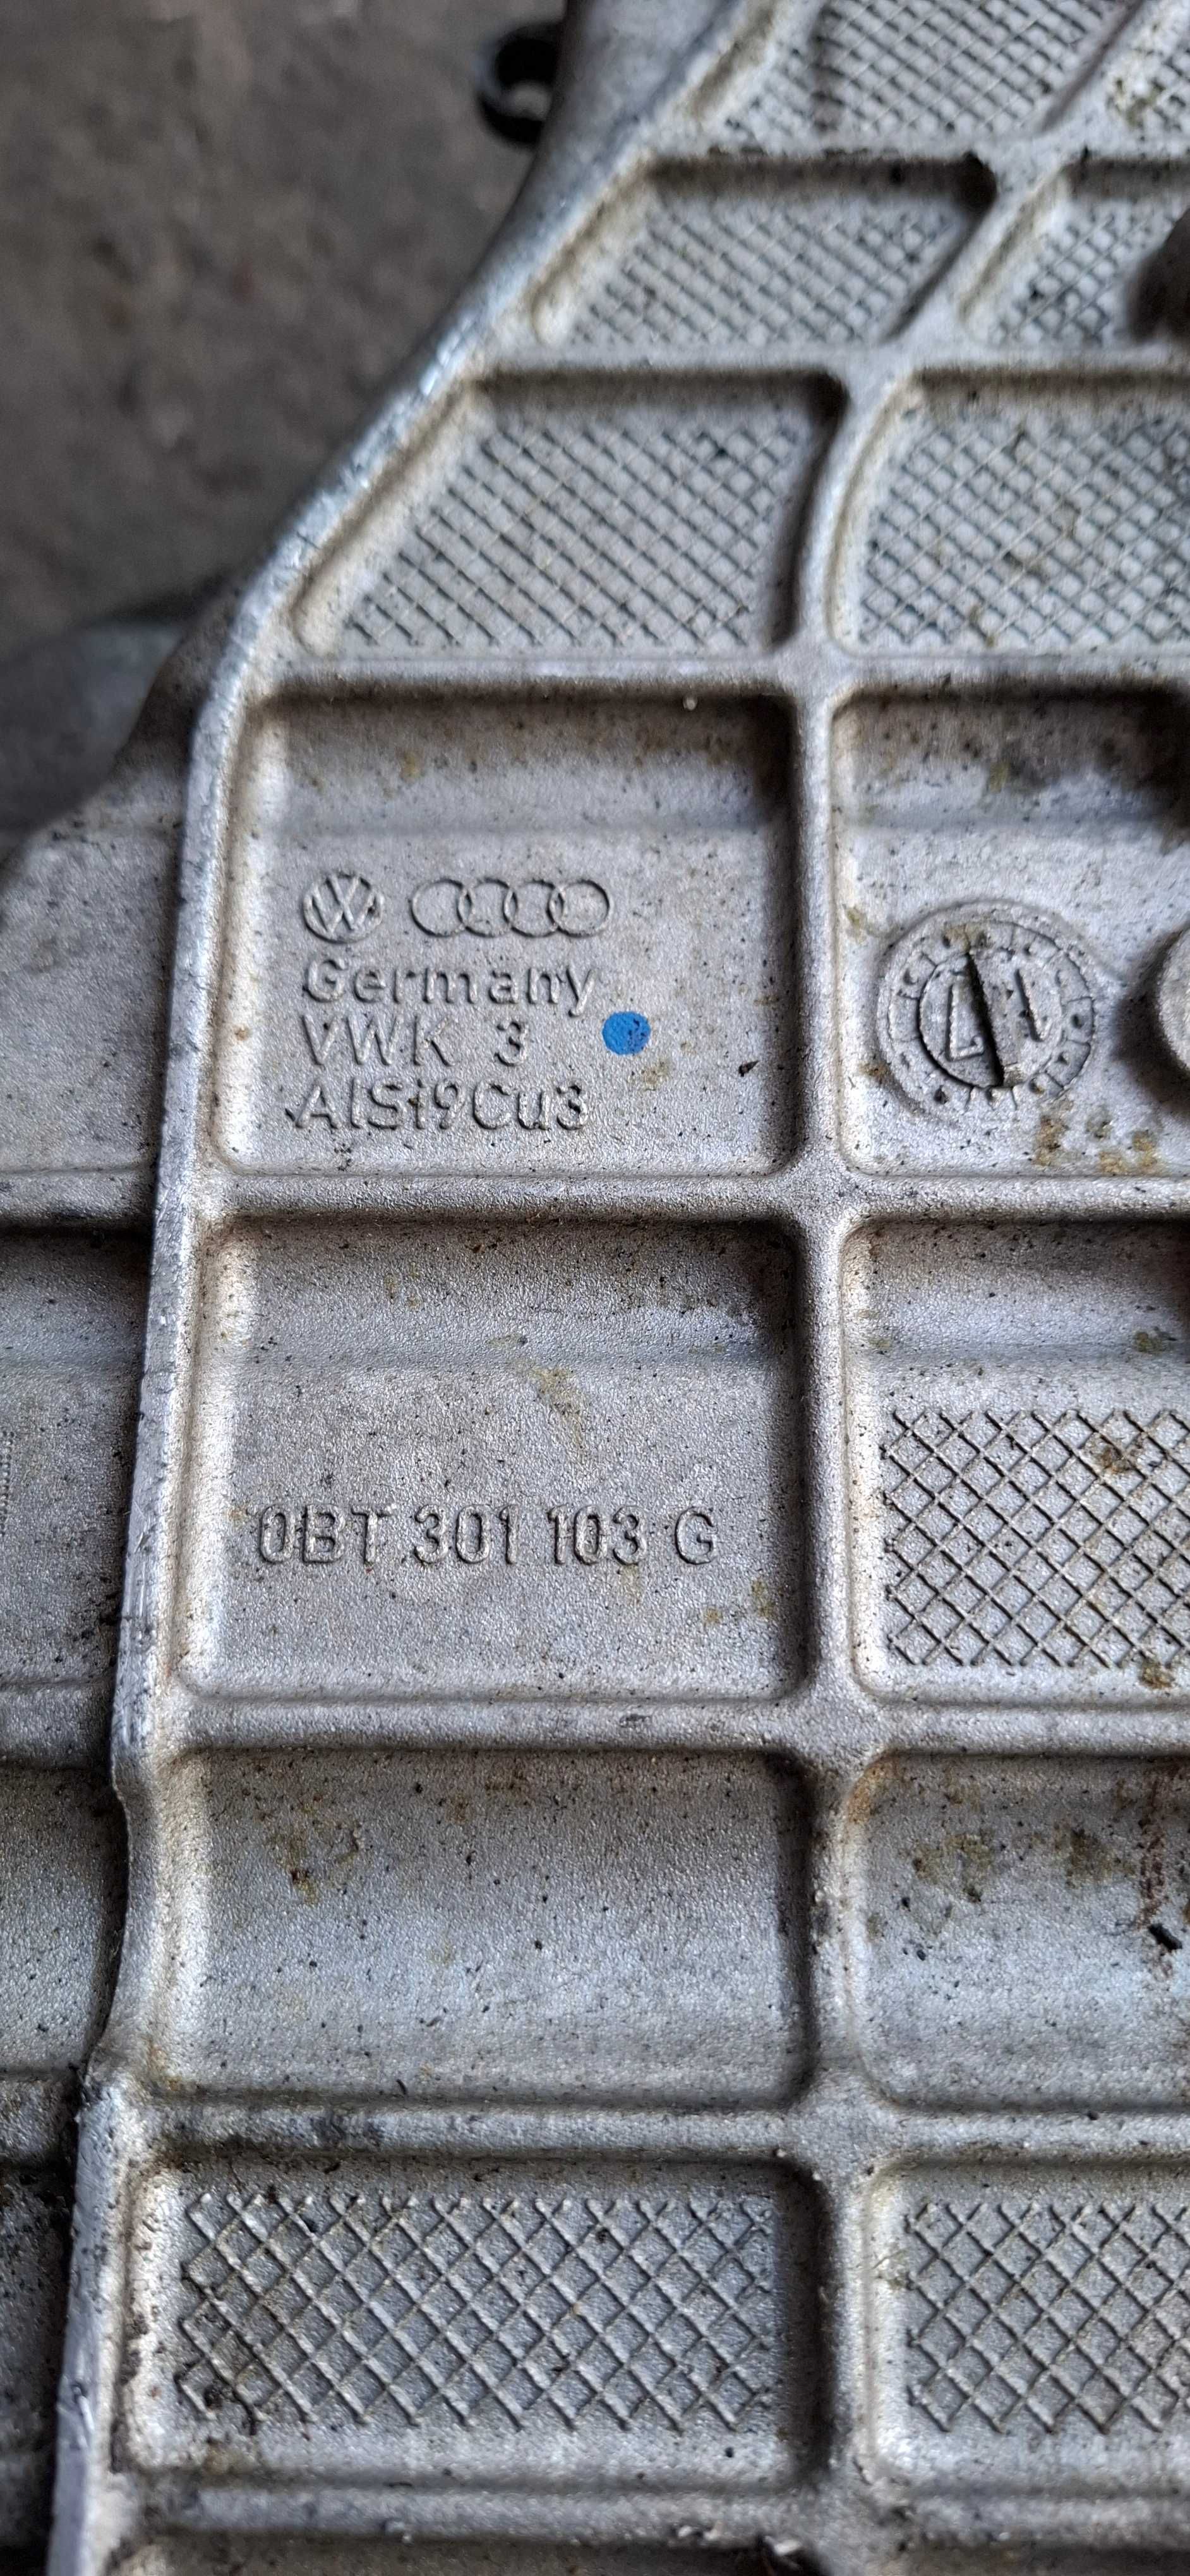 Germany
VWK 3
AlSi9Cu3
0BT 301 103 G